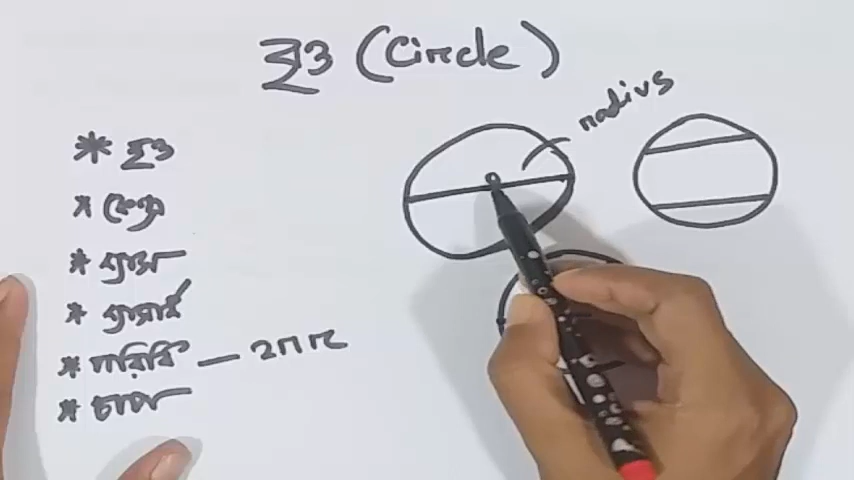 বৃত্ত (Circle)
* বৃত্ত
* কেন্দ্র
* ব্যাস
* ব্যাসার্ধ
* পরিধি — 2πr
* চাপ
radius